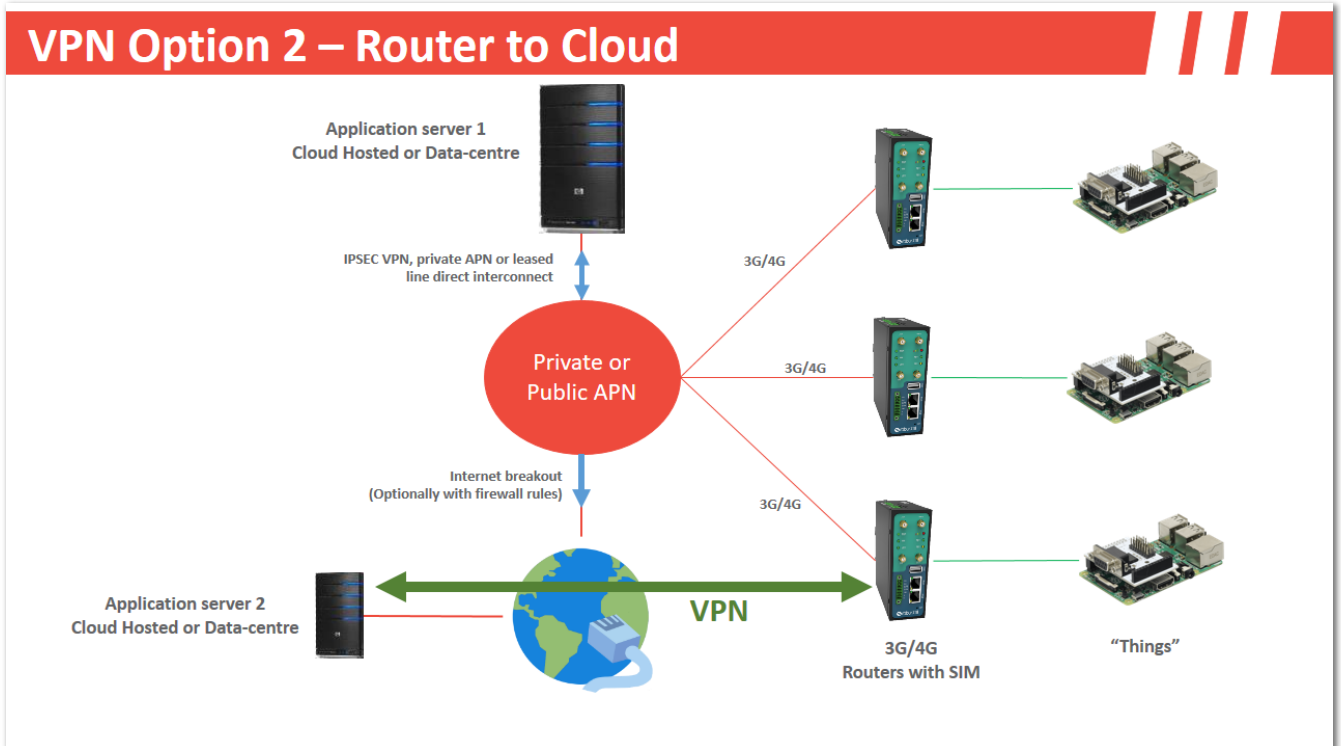 VPN Option 2 – Router to Cloud
Application server 1
Cloud Hosted or Data-centre
IPSEC VPN, private APN or leased
line direct interconnect
3G/4G
Private or
Public APN
3G/4G
Internet breakout
(Optionally with firewall rules)
3G/4G
Application server 2
Cloud Hosted or Data-centre
VPN
3G/4G
Routers with SIM
“Things”